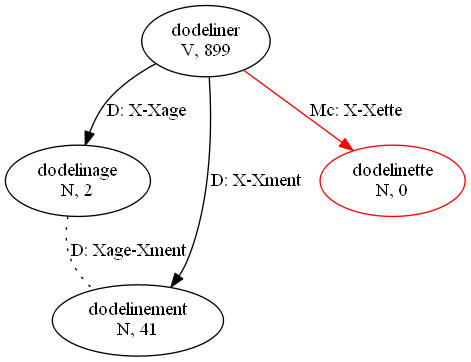 dodeliner
V, 899
D: X-Xage
Mc: X-Xette
dodelinage
N, 2
D: X-Xment
dodelinette
N, 0
D: Xage-Xment
dodelinement
N, 41